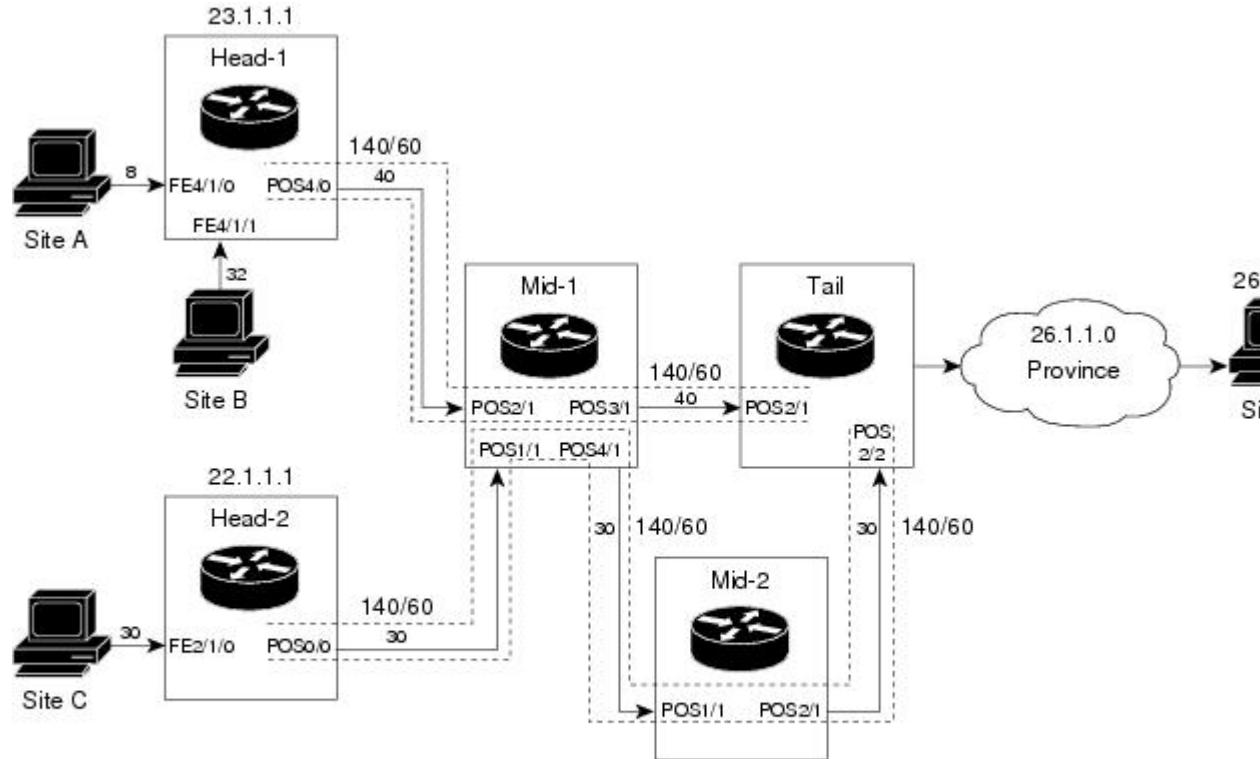 23.1.1.1
Head-1
140/60
40
8
FE4/1/0
POS4/0
FE4/1/1
Site A
32
Site B
Mid-1
Tail
26
26.1.1.0
Province
140/60
40
POS2/1
POS3/1
POS2/1
Si
POS1/1
POS4/1
POS
2/2
22.1.1.1
Head-2
30
140/60
30
140/60
Mid-2
140/60
30
30
FE2/1/0
POS0/0
Site C
POS1/1
POS2/1